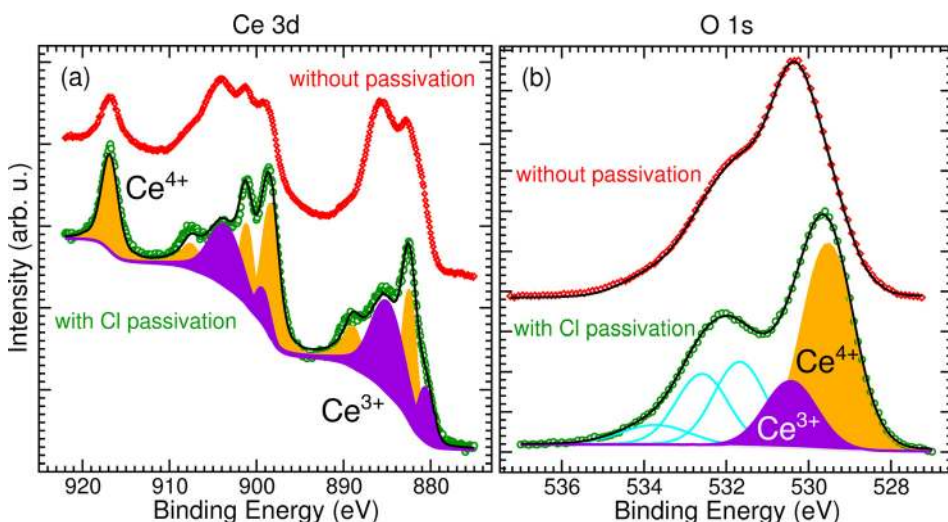 Ce 3d
O 1s
(a)
without passivation
Ce4+
with Cl passivation
Ce3+
(b)
without passivation
with Cl passivation
Ce4+
Ce3+
Intensity (arb. u.)
920 910 900 890 880
536 534 532 530 528
Binding Energy (eV)
Binding Energy (eV)